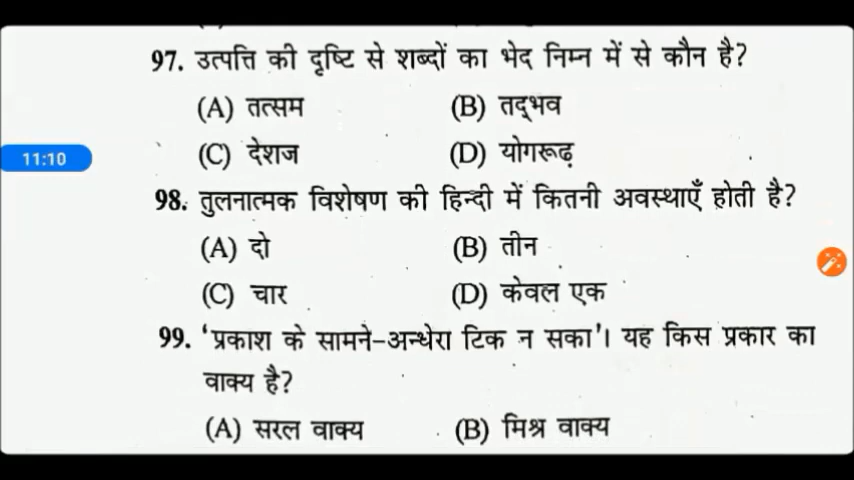 97. उत्पत्ति की दृष्टि से शब्दों का भेद निम्न में से कौन है?
(A) तत्सम (B) तद्भव
(C) देशज (D) योगरूढ़
11:10
98. तुलनात्मक विशेषण की हिन्दी में कितनी अवस्थाएँ होती है?
(A) दो (B) तीन
(C) चार (D) केवल एक
99. 'प्रकाश के सामने-अन्धेरा टिक न सका'। यह किस प्रकार का
वाक्य है?
(A) सरल वाक्य (B) मिश्र वाक्य